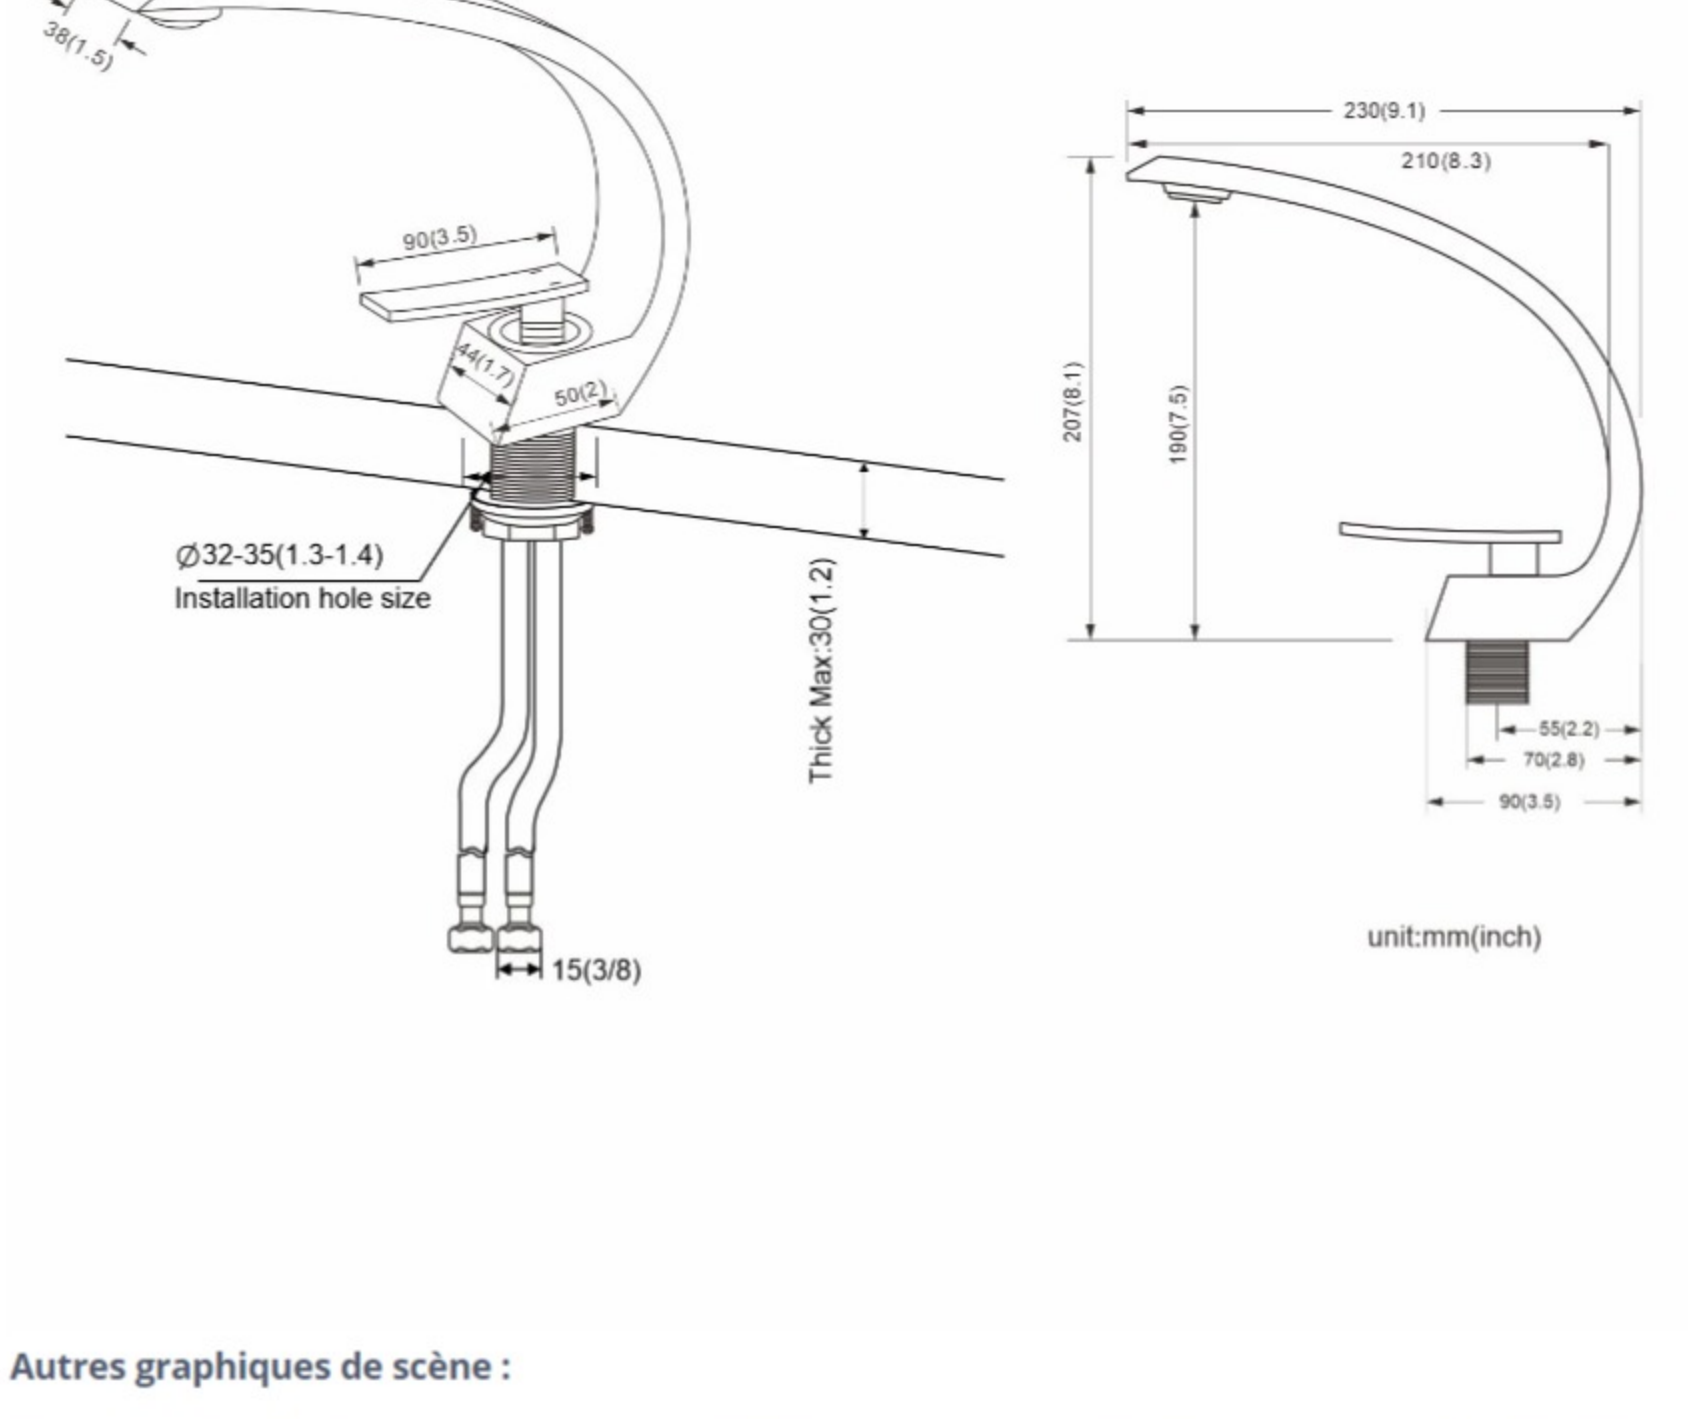 38(1.5)
230(9.1)
210(8.3)
90(3.5)
44(1.7)
50(2)
207(8.1)
190(7.5)
Ø32-35(1.3-1.4)
Installation hole size
Thick Max:30(1.2)
55(2.2)
70(2.8)
90(3.5)
unit:mm(inch)
15(3/8)
Autres graphiques de scène :